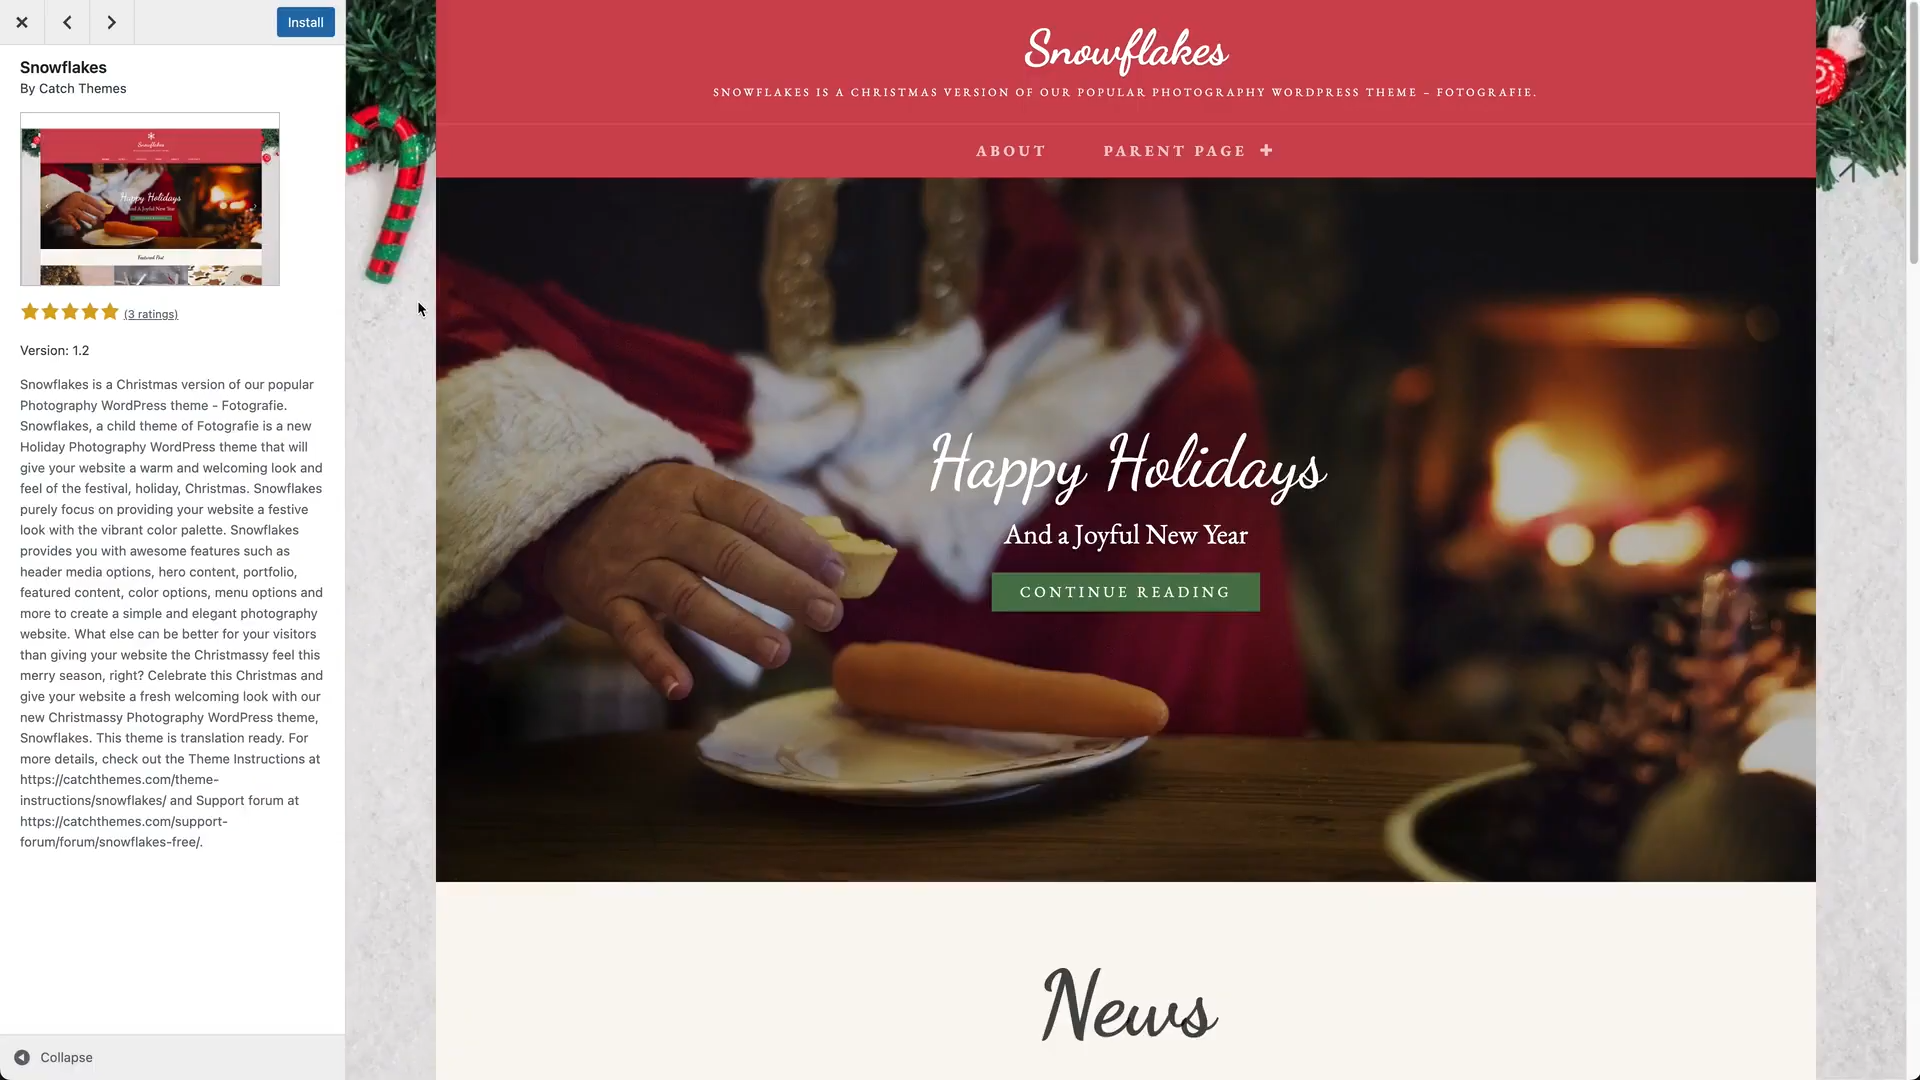 Install
Snowflakes
By Catch Themes
(3 ratings)
Version: 1.2
Snowflakes is a Christmas version of our popular
Photography WordPress theme - Fotografie.
Snowflakes, a child theme of Fotografie is a new
Holiday Photography WordPress theme that will
give your website a warm and welcoming look and
feel of the festival, holiday, Christmas. Snowflakes
purely focus on providing your website a festive
look with the vibrant color palette. Snowflakes
provides you with awesome features such as
header media options, hero content, portfolio,
featured content, color options, menu options and
more to create a simple and elegant photography
website. What else can be better for your visitors
than giving your website the Christmassy feel this
merry season, right? Celebrate this Christmas and
give your website a fresh welcoming look with our
new Christmassy Photography WordPress theme,
Snowflakes. This theme is translation ready. For
more details, check out the Theme Instructions at
https://catchthemes.com/theme-
instructions/snowflakes/ and Support forum at
https://catchthemes.com/support-
forum/forum/snowflakes-free/.
Collapse
Snowflakes
SNOWFLAKES IS A CHRISTMAS VERSION OF OUR POPULAR PHOTOGRAPHY WORDPRESS THEME – FOTOGRAFIE.
ABOUT PARENT PAGE +
Happy Holidays
And a Joyful New Year
CONTINUE READING
News